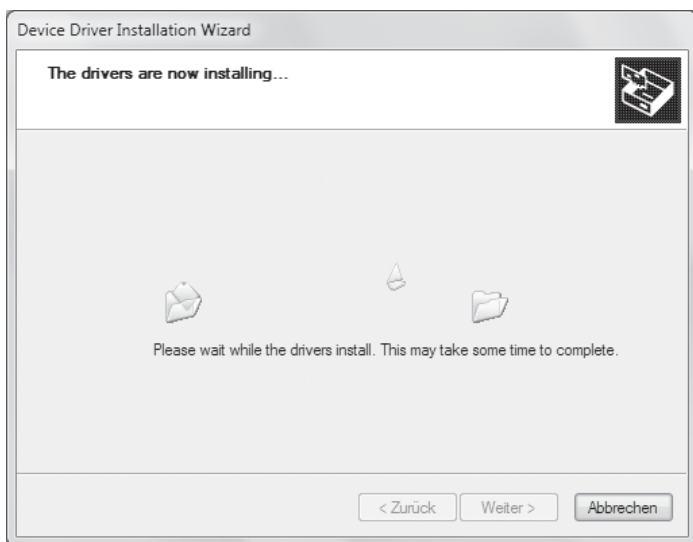 Device Driver Installation Wizard
The drivers are now installing...
Please wait while the drivers install. This may take some time to complete.
< Zurück Weiter > Abbrechen